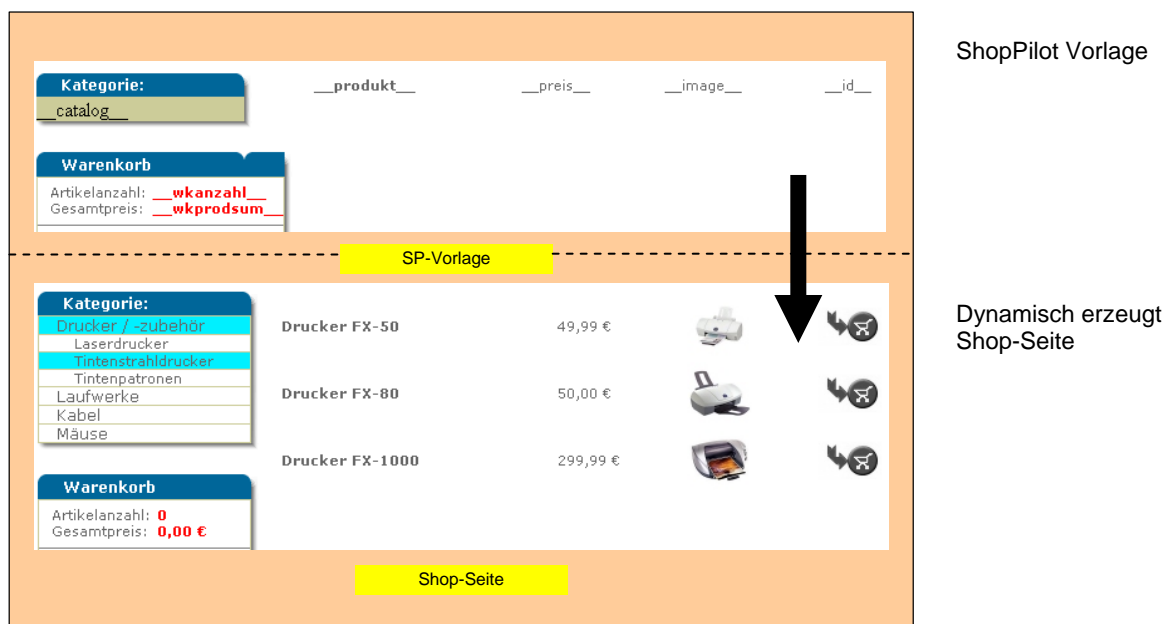 ShopPilot Vorlage
Kategorie:
__catalog__
__produkt__ __preis__ __image__ __id__
Warenkorb
Artikelanzahl: __wkanzahl__
Gesamtpreis: __wkprodsum__
SP-Vorlage
Dynamisch erzeugt
Shop-Seite
Kategorie:
Drucker / -zubehör
Laserdrucker
Tintenstrahldrucker
Tintenpatronen
Laufwerke
Kabel
Mäuse
Drucker FX-50 49,99 €
Drucker FX-80 50,00 €
Drucker FX-1000 299,99 €
Warenkorb
Artikelanzahl: 0
Gesamtpreis: 0,00 €
Shop-Seite